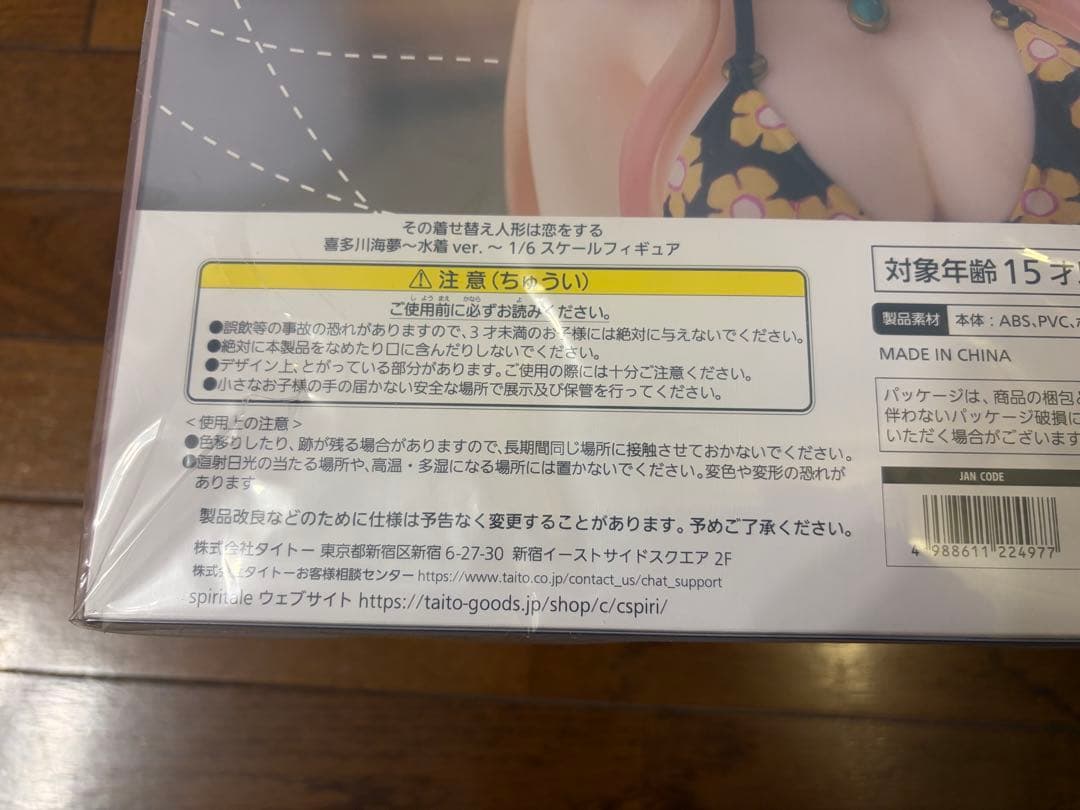 その着せ替え人形は恋をする
喜多川海夢～水着 ver. ～ 1/6 スケールフィギュア
⚠注意(ちゅうい)
しようまえ かなら よ
ご使用前に必ずお読みください。
●誤飲等の事故の恐れがありますので、3才未満のお子様には絶対に与えないでください。
●絶対に本製品をなめたり口に含んだりしないでください。
●デザイン上、とがっている部分があります。ご使用の際には十分ご注意ください。
●小さなお子様の手の届かない安全な場所で展示及び保管を行ってください。
＜使用上の注意＞
●色移りしたり、跡が残る場合がありますので、長期間同じ場所に接触させておかないでください。
●直射日光の当たる場所や、高温・多湿になる場所には置かないでください。変色や変形の恐れが
あります。
製品改良などのために仕様は予告なく変更することがあります。予めご了承ください。
株式会社タイトー 東京都新宿区新宿 6-27-30 新宿イーストサイドスクエア 2F
株式会社タイトーお客様相談センター https://www.taito.co.jp/contact_us/chat_support
spiritale ウェブサイト https://taito-goods.jp/shop/c/cspiri/
対象年齢 15 才
製品素材 本体：ABS、PVC、
MADE IN CHINA
パッケージは、商品の梱包
伴わないパッケージ破損に
いただく場合がございます
JAN CODE
4 988611 224977